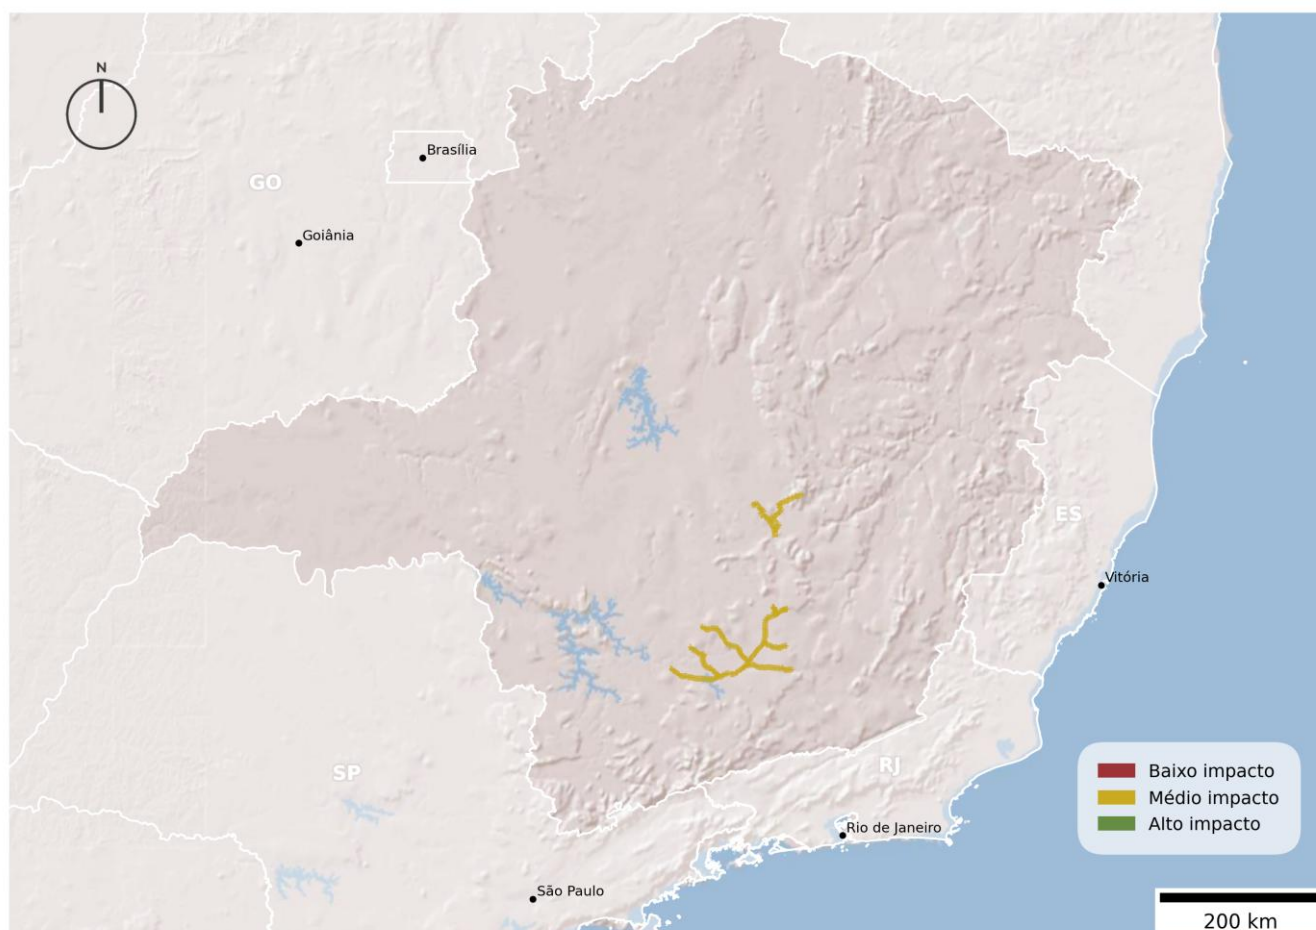 N
Brasília
GO
Goiânia
ES
Vitória
RJ
SP
Baixo impacto
Médio impacto
Alto impacto
Rio de Janeiro
São Paulo
200 km